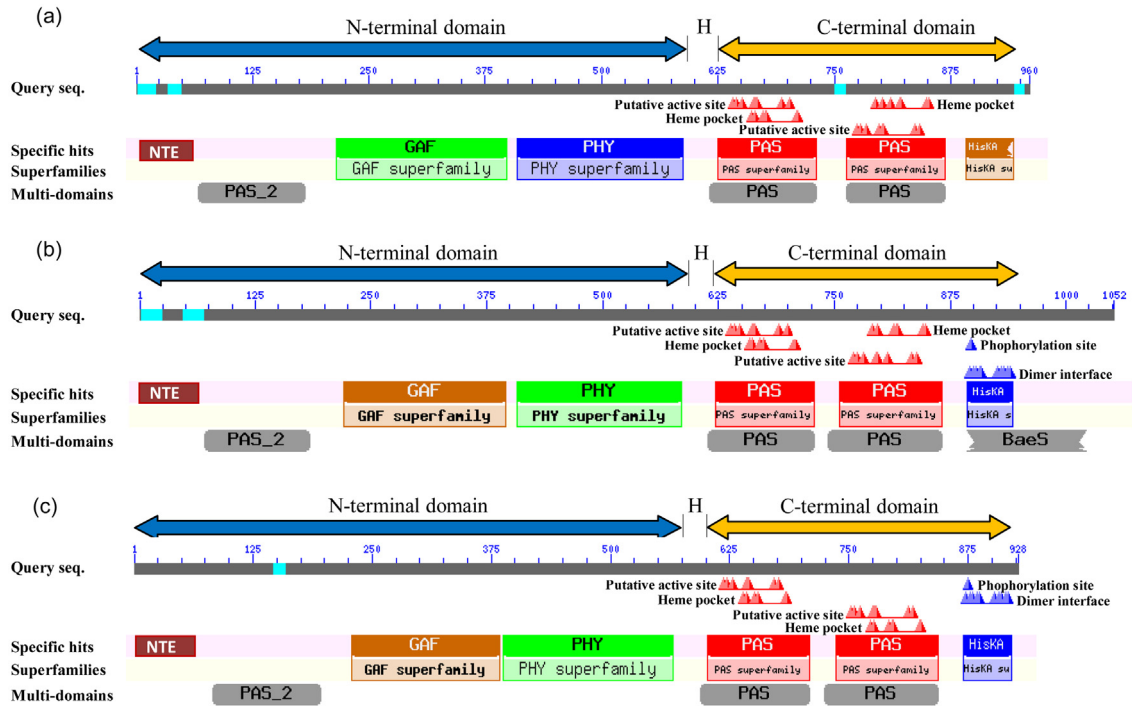 (a)
N-terminal domain H C-terminal domain
1 125 250 375 500 625 750 875 960
Query seq.
Putative active site Heme pocket
Heme pocket
Putative active site
Specific hits NTE GAF PHY PAS PAS HisKA
Superfamilies GAF superfamily PHY superfamily PAS superfamily PAS superfamily HisKA su
Multi-domains PAS_2 PAS PAS
(b)
N-terminal domain H C-terminal domain
1 125 250 375 500 625 750 875 1000 1052
Query seq.
Putative active site Heme pocket
Heme pocket Phophorylation site
Putative active site
Dimer interface
Specific hits NTE GAF PHY PAS PAS HisKA
Superfamilies GAF superfamily PHY superfamily PAS superfamily PAS superfamily HisKA s
Multi-domains PAS_2 PAS PAS BaeS
(c)
N-terminal domain H C-terminal domain
1 125 250 375 500 625 750 875 928
Query seq.
Putative active site Phophorylation site
Heme pocket Dimer interface
Putative active site
Heme pocket
Specific hits NTE GAF PHY PAS PAS HisKA
Superfamilies GAF superfamily PHY superfamily PAS superfamily PAS superfamily HisKA su
Multi-domains PAS_2 PAS PAS